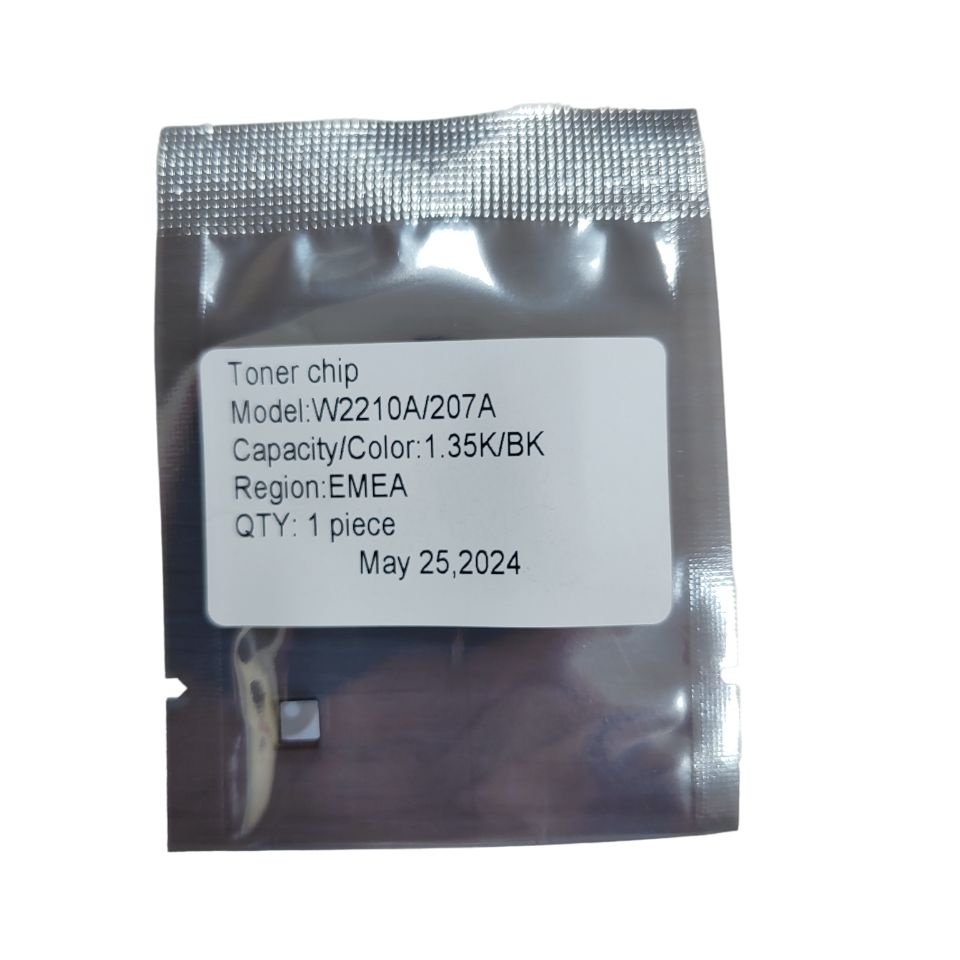 Toner chip
Model:W2210A/207A
Capacity/Color:1.35K/BK
Region:EMEA
QTY: 1 piece
May 25,2024